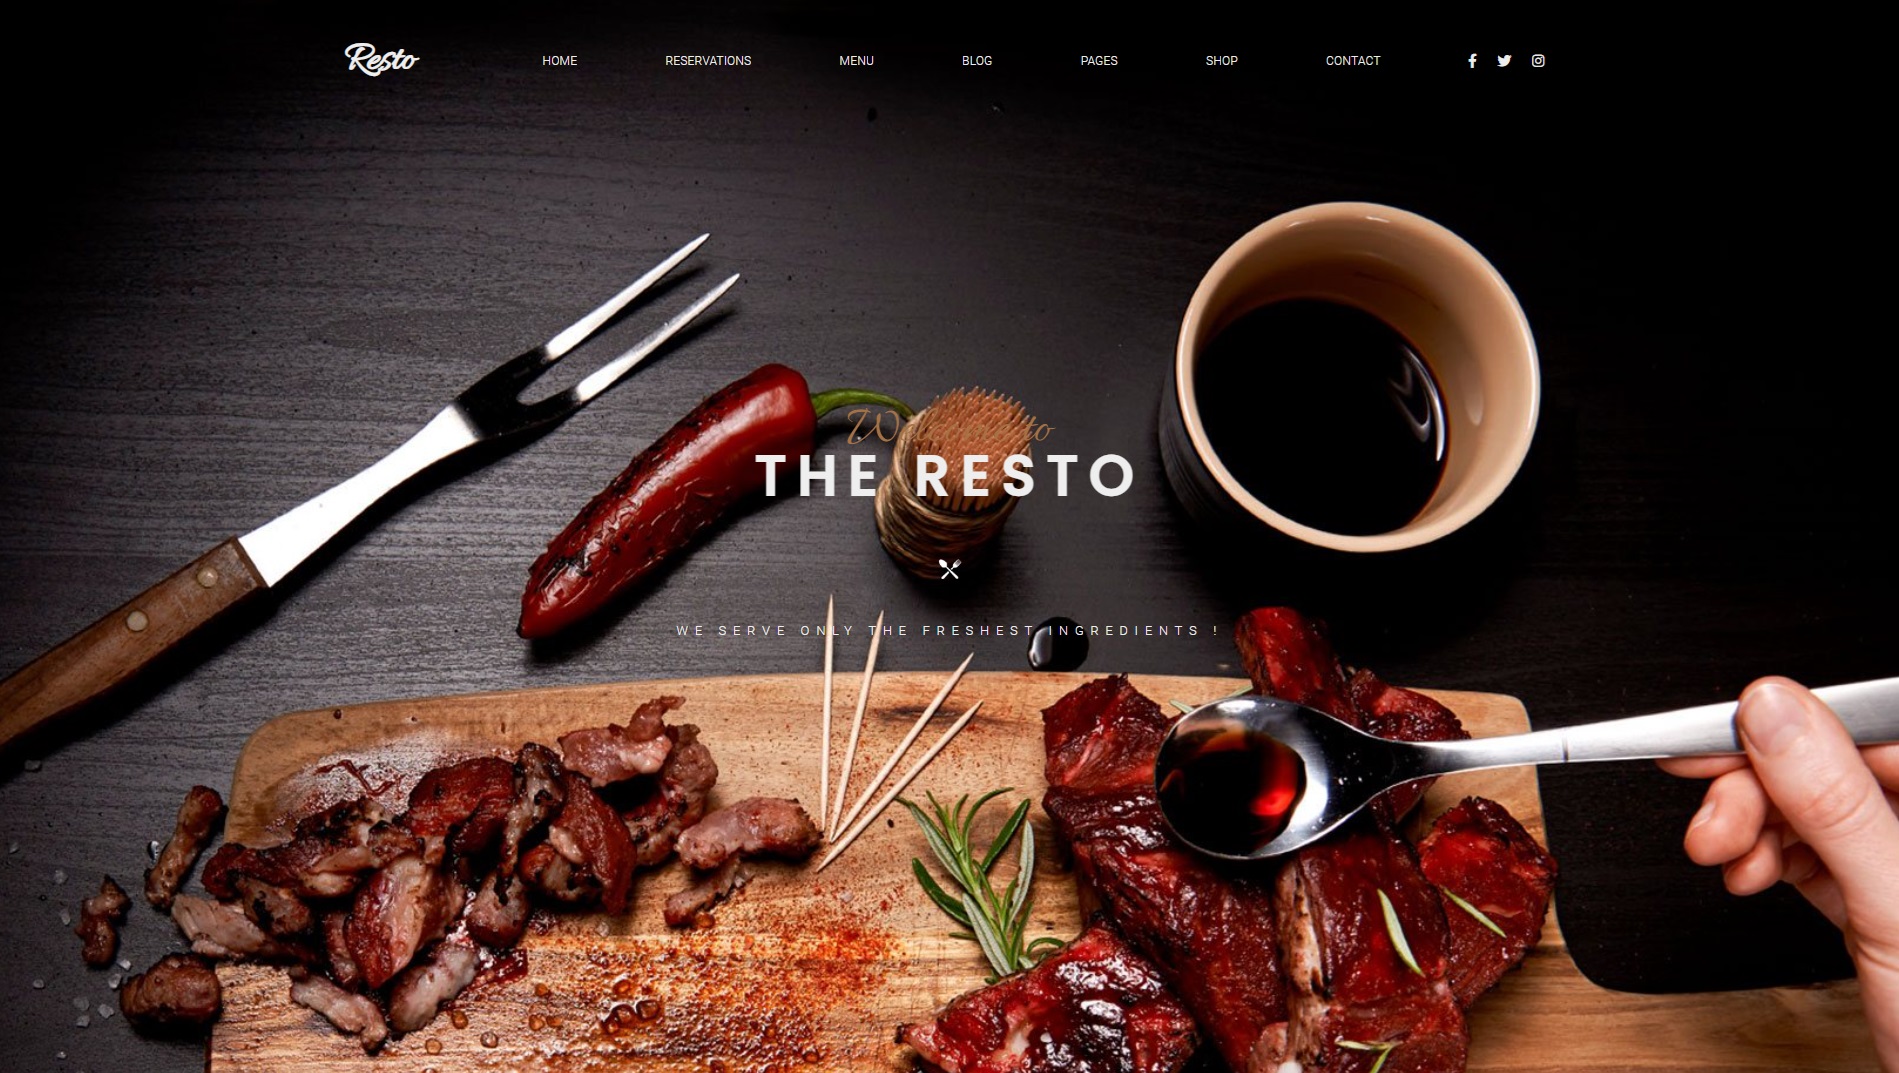 Resto
HOME RESERVATIONS MENU BLOG PAGES SHOP CONTACT
Welcome to
THE RESTO
WE SERVE ONLY THE FRESHEST INGREDIENTS !